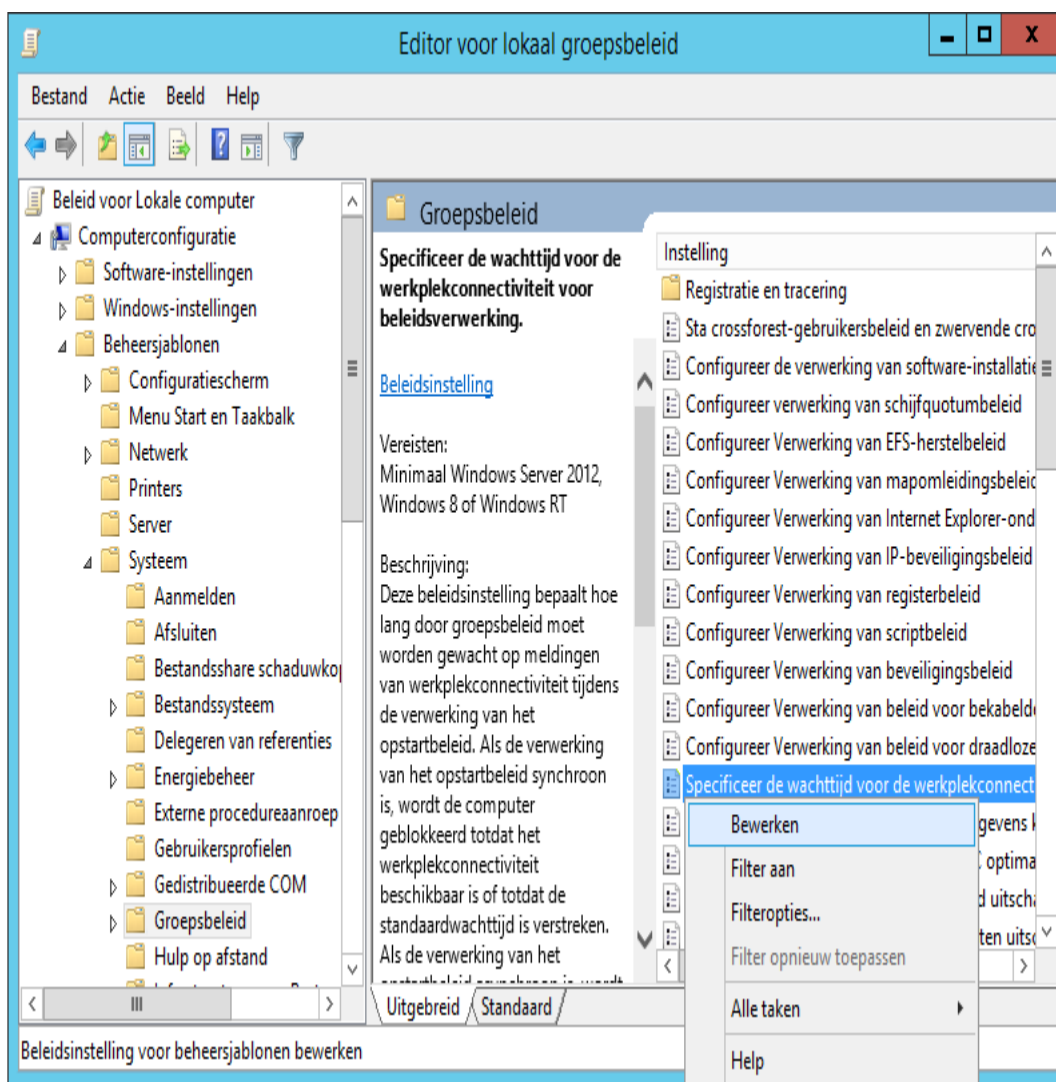 Editor voor lokaal groepsbeleid
Bestand Actie Beeld Help
Beleid voor Lokale computer
Computerconfiguratie
Software-instellingen
Windows-instellingen
Beheersjablonen
Configuratiescherm
Menu Start en Taakbalk
Netwerk
Printers
Server
Systeem
Aanmelden
Afsluiten
Bestandsshare schaduwkop
Bestandssysteem
Delegeren van referenties
Energiebeheer
Externe procedureaanroep
Gebruikersprofielen
Gedistribueerde COM
Groepsbeleid
Hulp op afstand
Groepsbeleid
Specificeer de wachttijd voor de
werkplekconnectiviteit voor
beleidsverwerking.
Beleidsinstelling
Vereisten:
Minimaal Windows Server 2012,
Windows 8 of Windows RT
Beschrijving:
Deze beleidsinstelling bepaalt hoe
lang door groepsbeleid moet
worden gewacht op meldingen
van werkplekconnectiviteit tijdens
de verwerking van het
opstartbeleid. Als de verwerking
van het opstartbeleid synchroon
is, wordt de computer
geblokkeerd totdat het
werkplekconnectiviteit
beschikbaar is of totdat de
standaardwachttijd is verstreken.
Als de verwerking van het
Instelling
Registratie en tracering
Sta crossforest-gebruikersbeleid en zwervende cro
Configureer de verwerking van software-installatie
Configureer verwerking van schijfquotumbeleid
Configureer Verwerking van EFS-herstelbeleid
Configureer Verwerking van mapomleidingsbeleid
Configureer Verwerking van Internet Explorer-ond
Configureer Verwerking van IP-beveiligingsbeleid
Configureer Verwerking van registerbeleid
Configureer Verwerking van scriptbeleid
Configureer Verwerking van beveiligingsbeleid
Configureer Verwerking van beleid voor bekabelde
Configureer Verwerking van beleid voor draadloze
Specificeer de wachttijd voor de werkplekconnect
gevens k
optima
d uitscha
ten uitsc
Bewerken
Filter aan
Filteropties...
Filter opnieuw toepassen
Alle taken
Help
Uitgebreid Standaard
Beleidsinstelling voor beheersjablonen bewerken